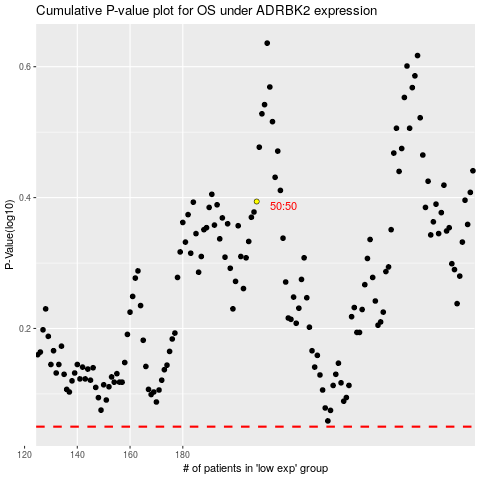 Cumulative P-value plot for OS under ADRBK2 expression
0.6
0.4
0.2
P-Value(log10)
50:50
120 140 160 180
# of patients in 'low exp' group